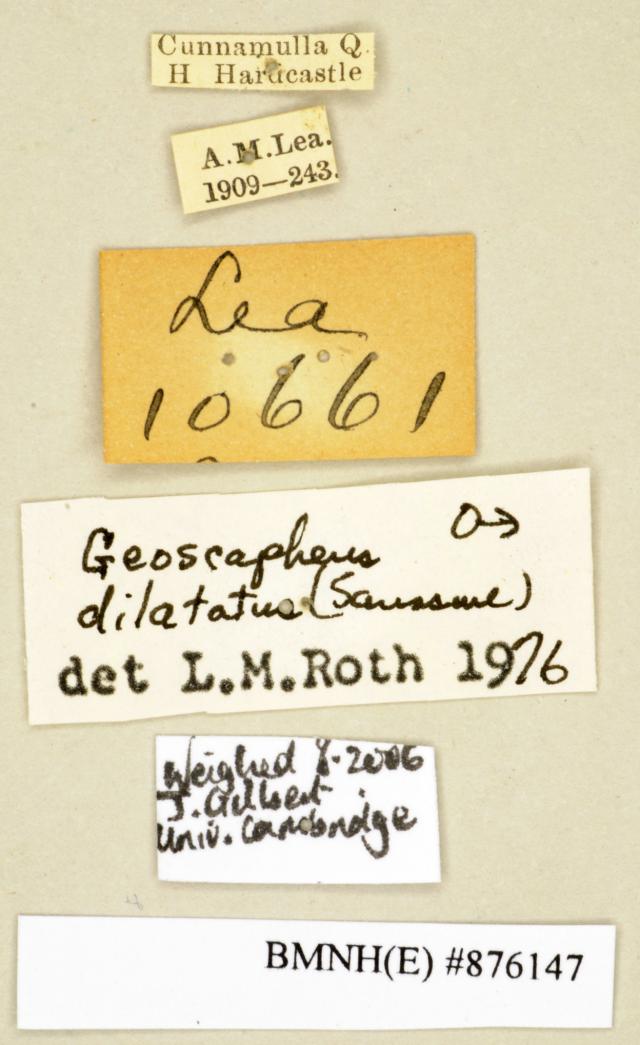 Cunnamulla Q.
H Hardcastle
A.M.Lea.
1909—243.
Lea
10661
Geoscapheus ♂
dilatatus (Saussure)
det L.M.Roth 1976
Weighed 8-2006
J. Gilbert
Univ. Cambridge
BMNH(E) #876147